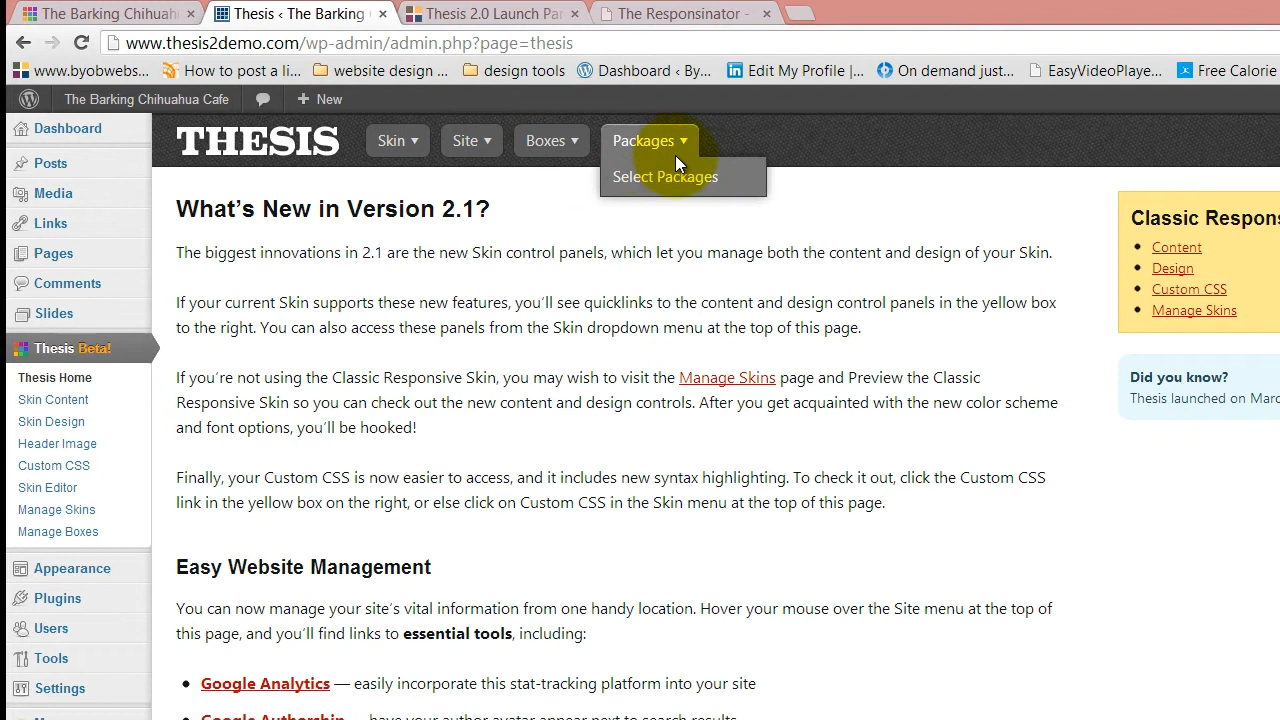 The Barking Chihuah
Thesis ‹ The Barking
Thesis 2.0 Launch Par
The Responsinator -
www.thesis2demo.com/wp-admin/admin.php?page=thesis
www.byobwebs...
How to post a li...
website design ...
design tools
Dashboard ‹ By...
Edit My Profile |...
On demand just...
EasyVideoPlaye...
Free Calorie
The Barking Chihuahua Cafe
+ New
Dashboard
Posts
Media
Links
Pages
Comments
Slides
Thesis Beta!
Thesis Home
Skin Content
Skin Design
Header Image
Custom CSS
Skin Editor
Manage Skins
Manage Boxes
Appearance
Plugins
Users
Tools
Settings
THESIS
Skin ▾
Site ▾
Boxes ▾
Packages ▾
Select Packages
What's New in Version 2.1?
The biggest innovations in 2.1 are the new Skin control panels, which let you manage both the content and design of your Skin.
If your current Skin supports these new features, you'll see quicklinks to the content and design control panels in the yellow box
to the right. You can also access these panels from the Skin dropdown menu at the top of this page.
If you're not using the Classic Responsive Skin, you may wish to visit the Manage Skins page and Preview the Classic
Responsive Skin so you can check out the new content and design controls. After you get acquainted with the new color scheme
and font options, you'll be hooked!
Finally, your Custom CSS is now easier to access, and it includes new syntax highlighting. To check it out, click the Custom CSS
link in the yellow box on the right, or else click on Custom CSS in the Skin menu at the top of this page.
Easy Website Management
You can now manage your site's vital information from one handy location. Hover your mouse over the Site menu at the top of
this page, and you'll find links to essential tools, including:
• Google Analytics — easily incorporate this stat-tracking platform into your site
• Google Authorship — have your author avatar appear next to search results
Classic Respons
• Content
• Design
• Custom CSS
• Manage Skins
Did you know?
Thesis launched on Marc